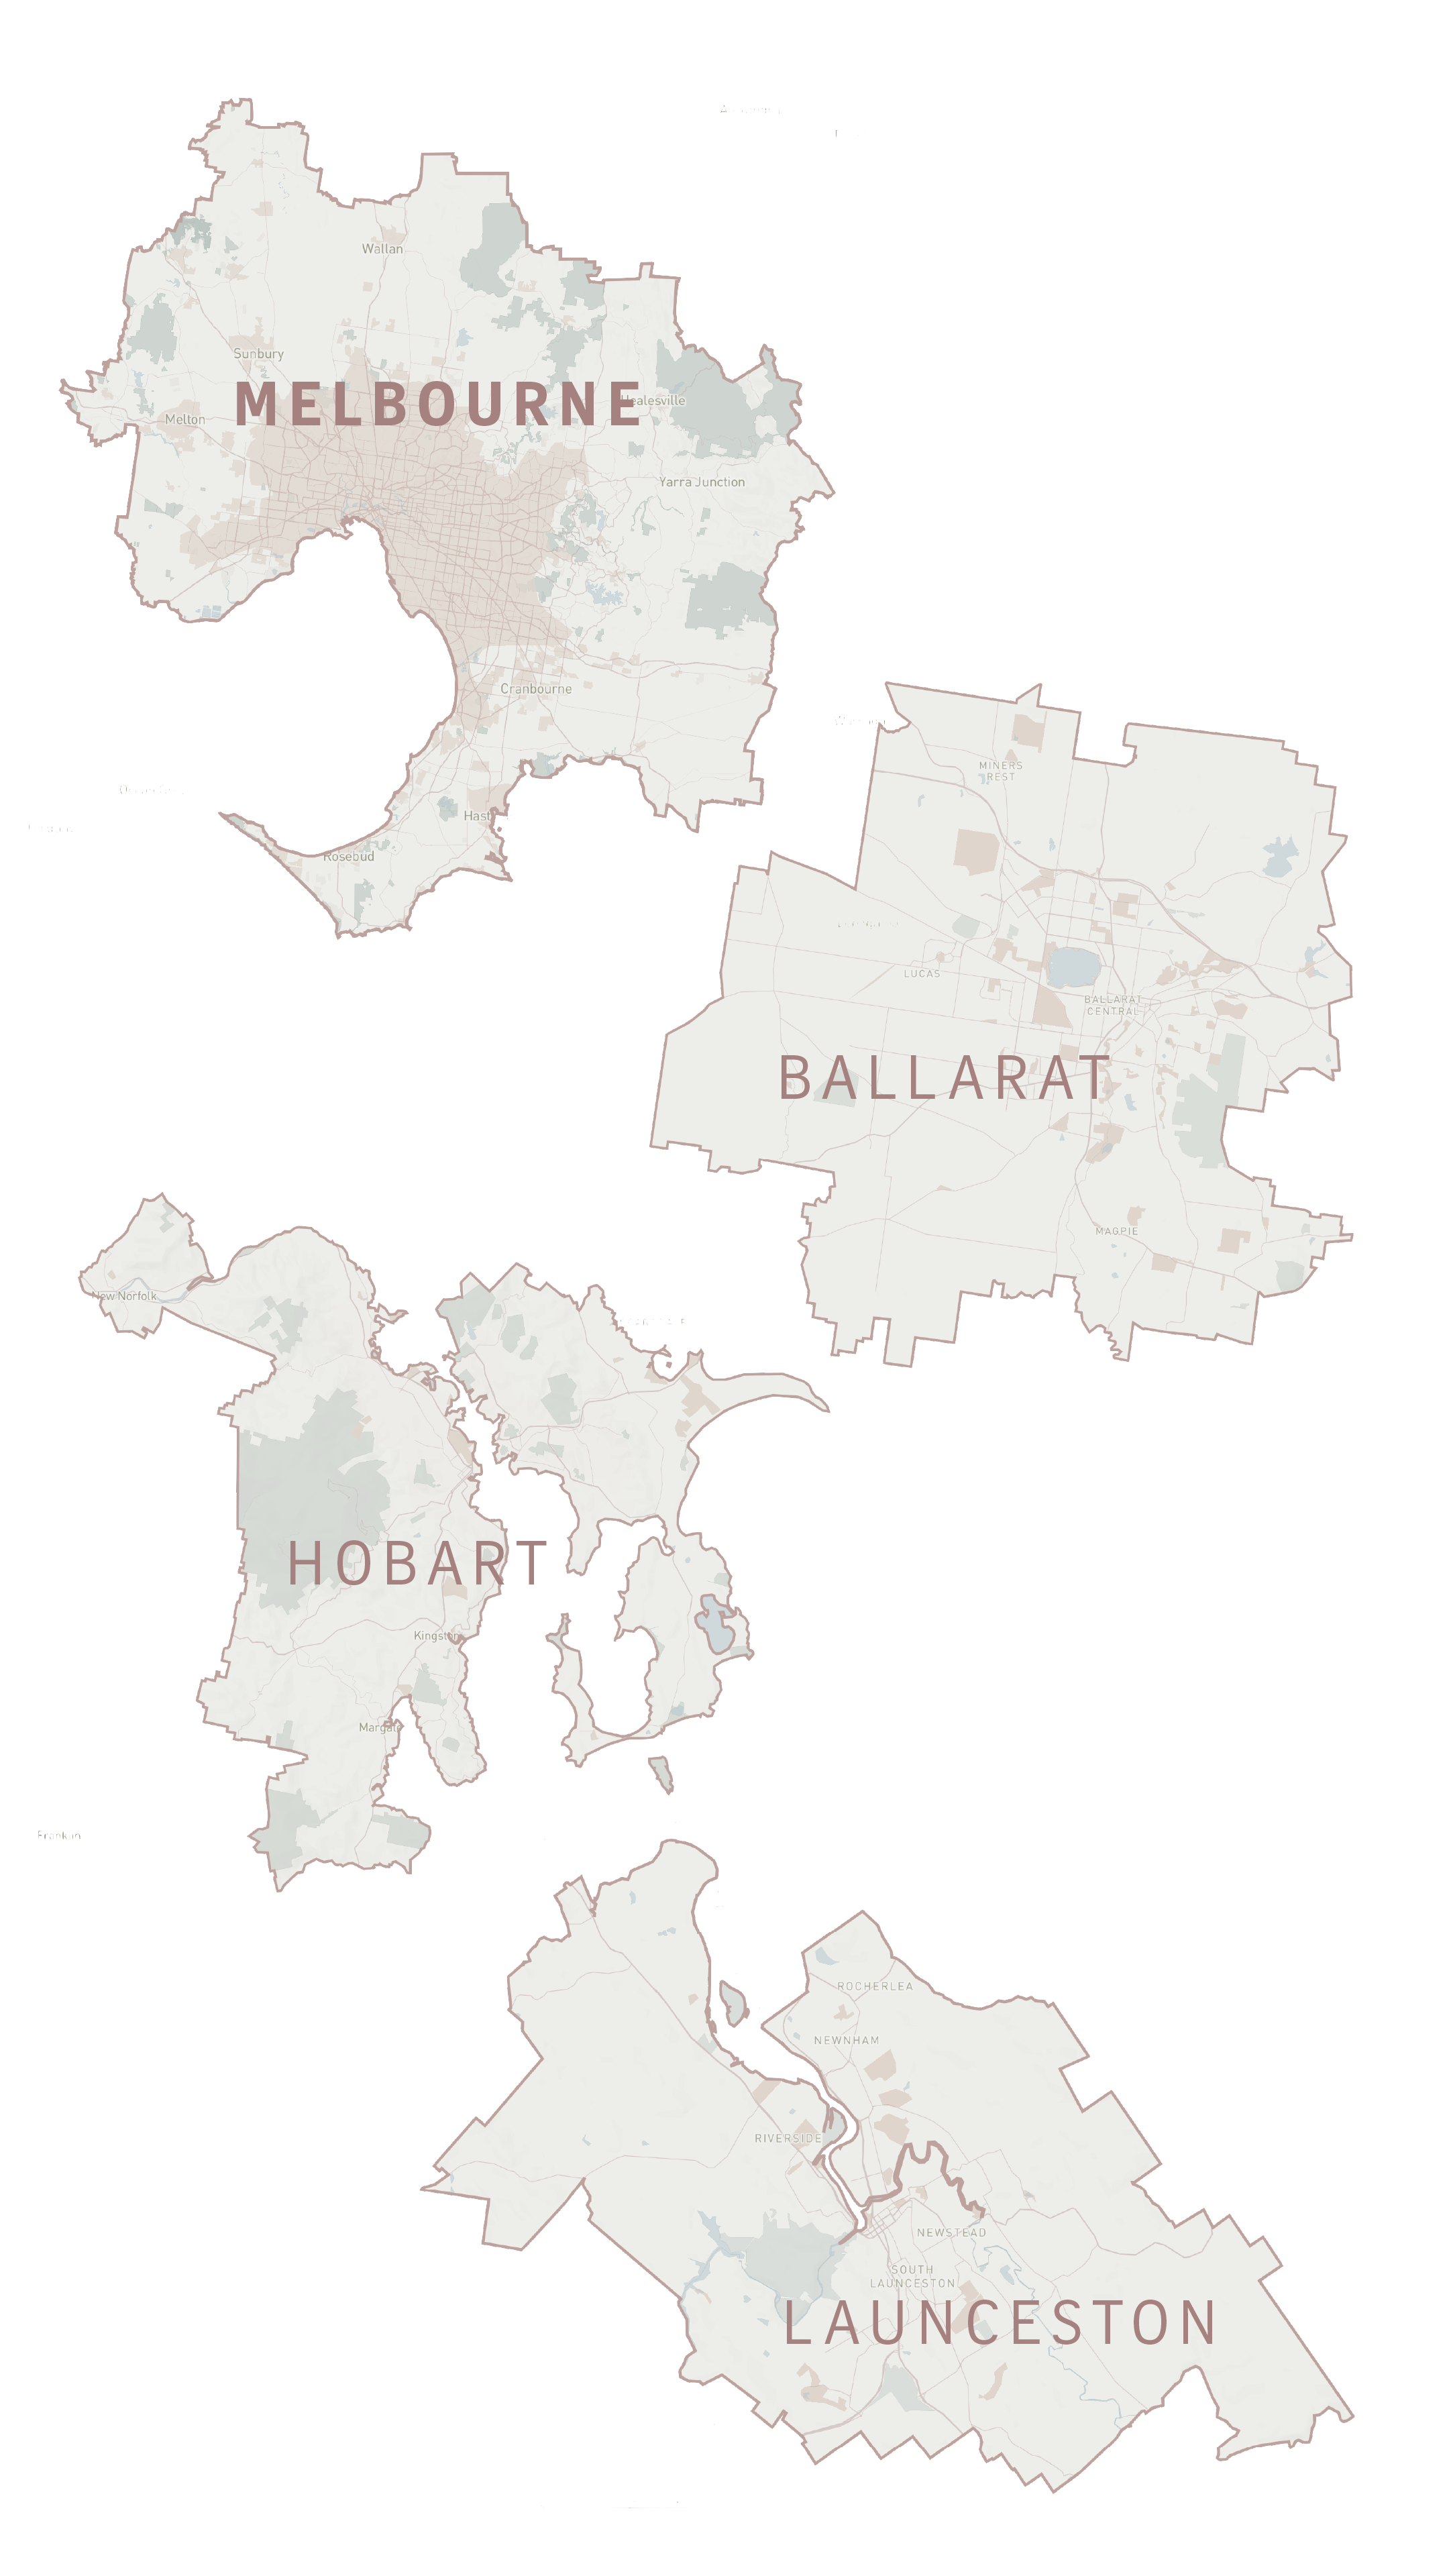 Wallan
Sunbury
MELBOURNE
Healesville
Melton
Yarra Junction
Cranbourne
Hast
Rosebud
MINERS
REST
LUCAS
BALLARAT
CENTRAL
BALLARAT
MAGPIE
New Norfolk
HOBART
Kingston
Margate
Franklin
ROCHERLEA
NEWNHAM
RIVERSIDE
NEWSTEAD
SOUTH
LAUNCESTON
LAUNCESTON